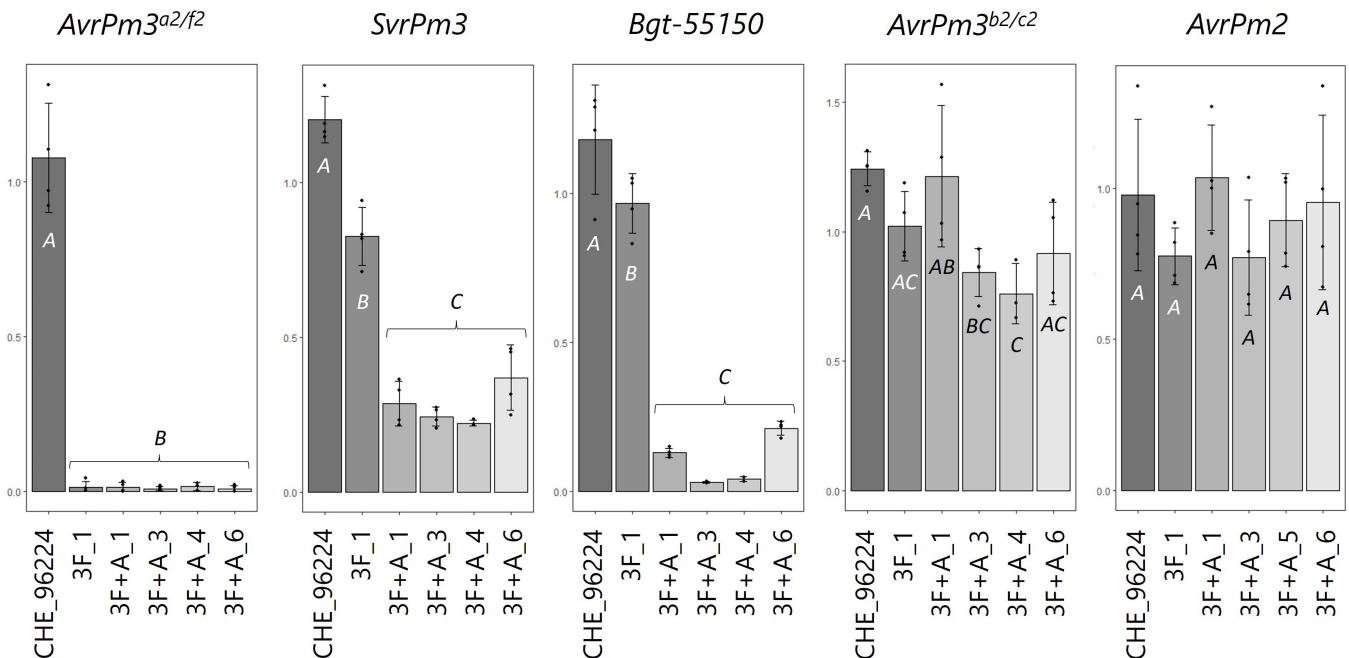 AvrPm3a2/f2
SvrPm3
Bgt-55150
AvrPm3b2/c2
AvrPm2
1.0
0.5
0.0
A
B
CHE_96224
3F_1
3F+A_1
3F+A_3
3F+A_4
3F+A_6
1.0
0.5
0.0
A
B
C
CHE_96224
3F_1
3F+A_1
3F+A_3
3F+A_4
3F+A_6
1.0
0.5
0.0
A
B
C
CHE_96224
3F_1
3F+A_1
3F+A_3
3F+A_4
3F+A_6
1.5
1.0
0.5
0.0
A
AC
AB
BC
C
AC
CHE_96224
3F_1
3F+A_1
3F+A_3
3F+A_4
3F+A_6
1.0
0.5
0.0
A
A
A
A
A
A
CHE_96224
3F_1
3F+A_1
3F+A_3
3F+A_5
3F+A_6